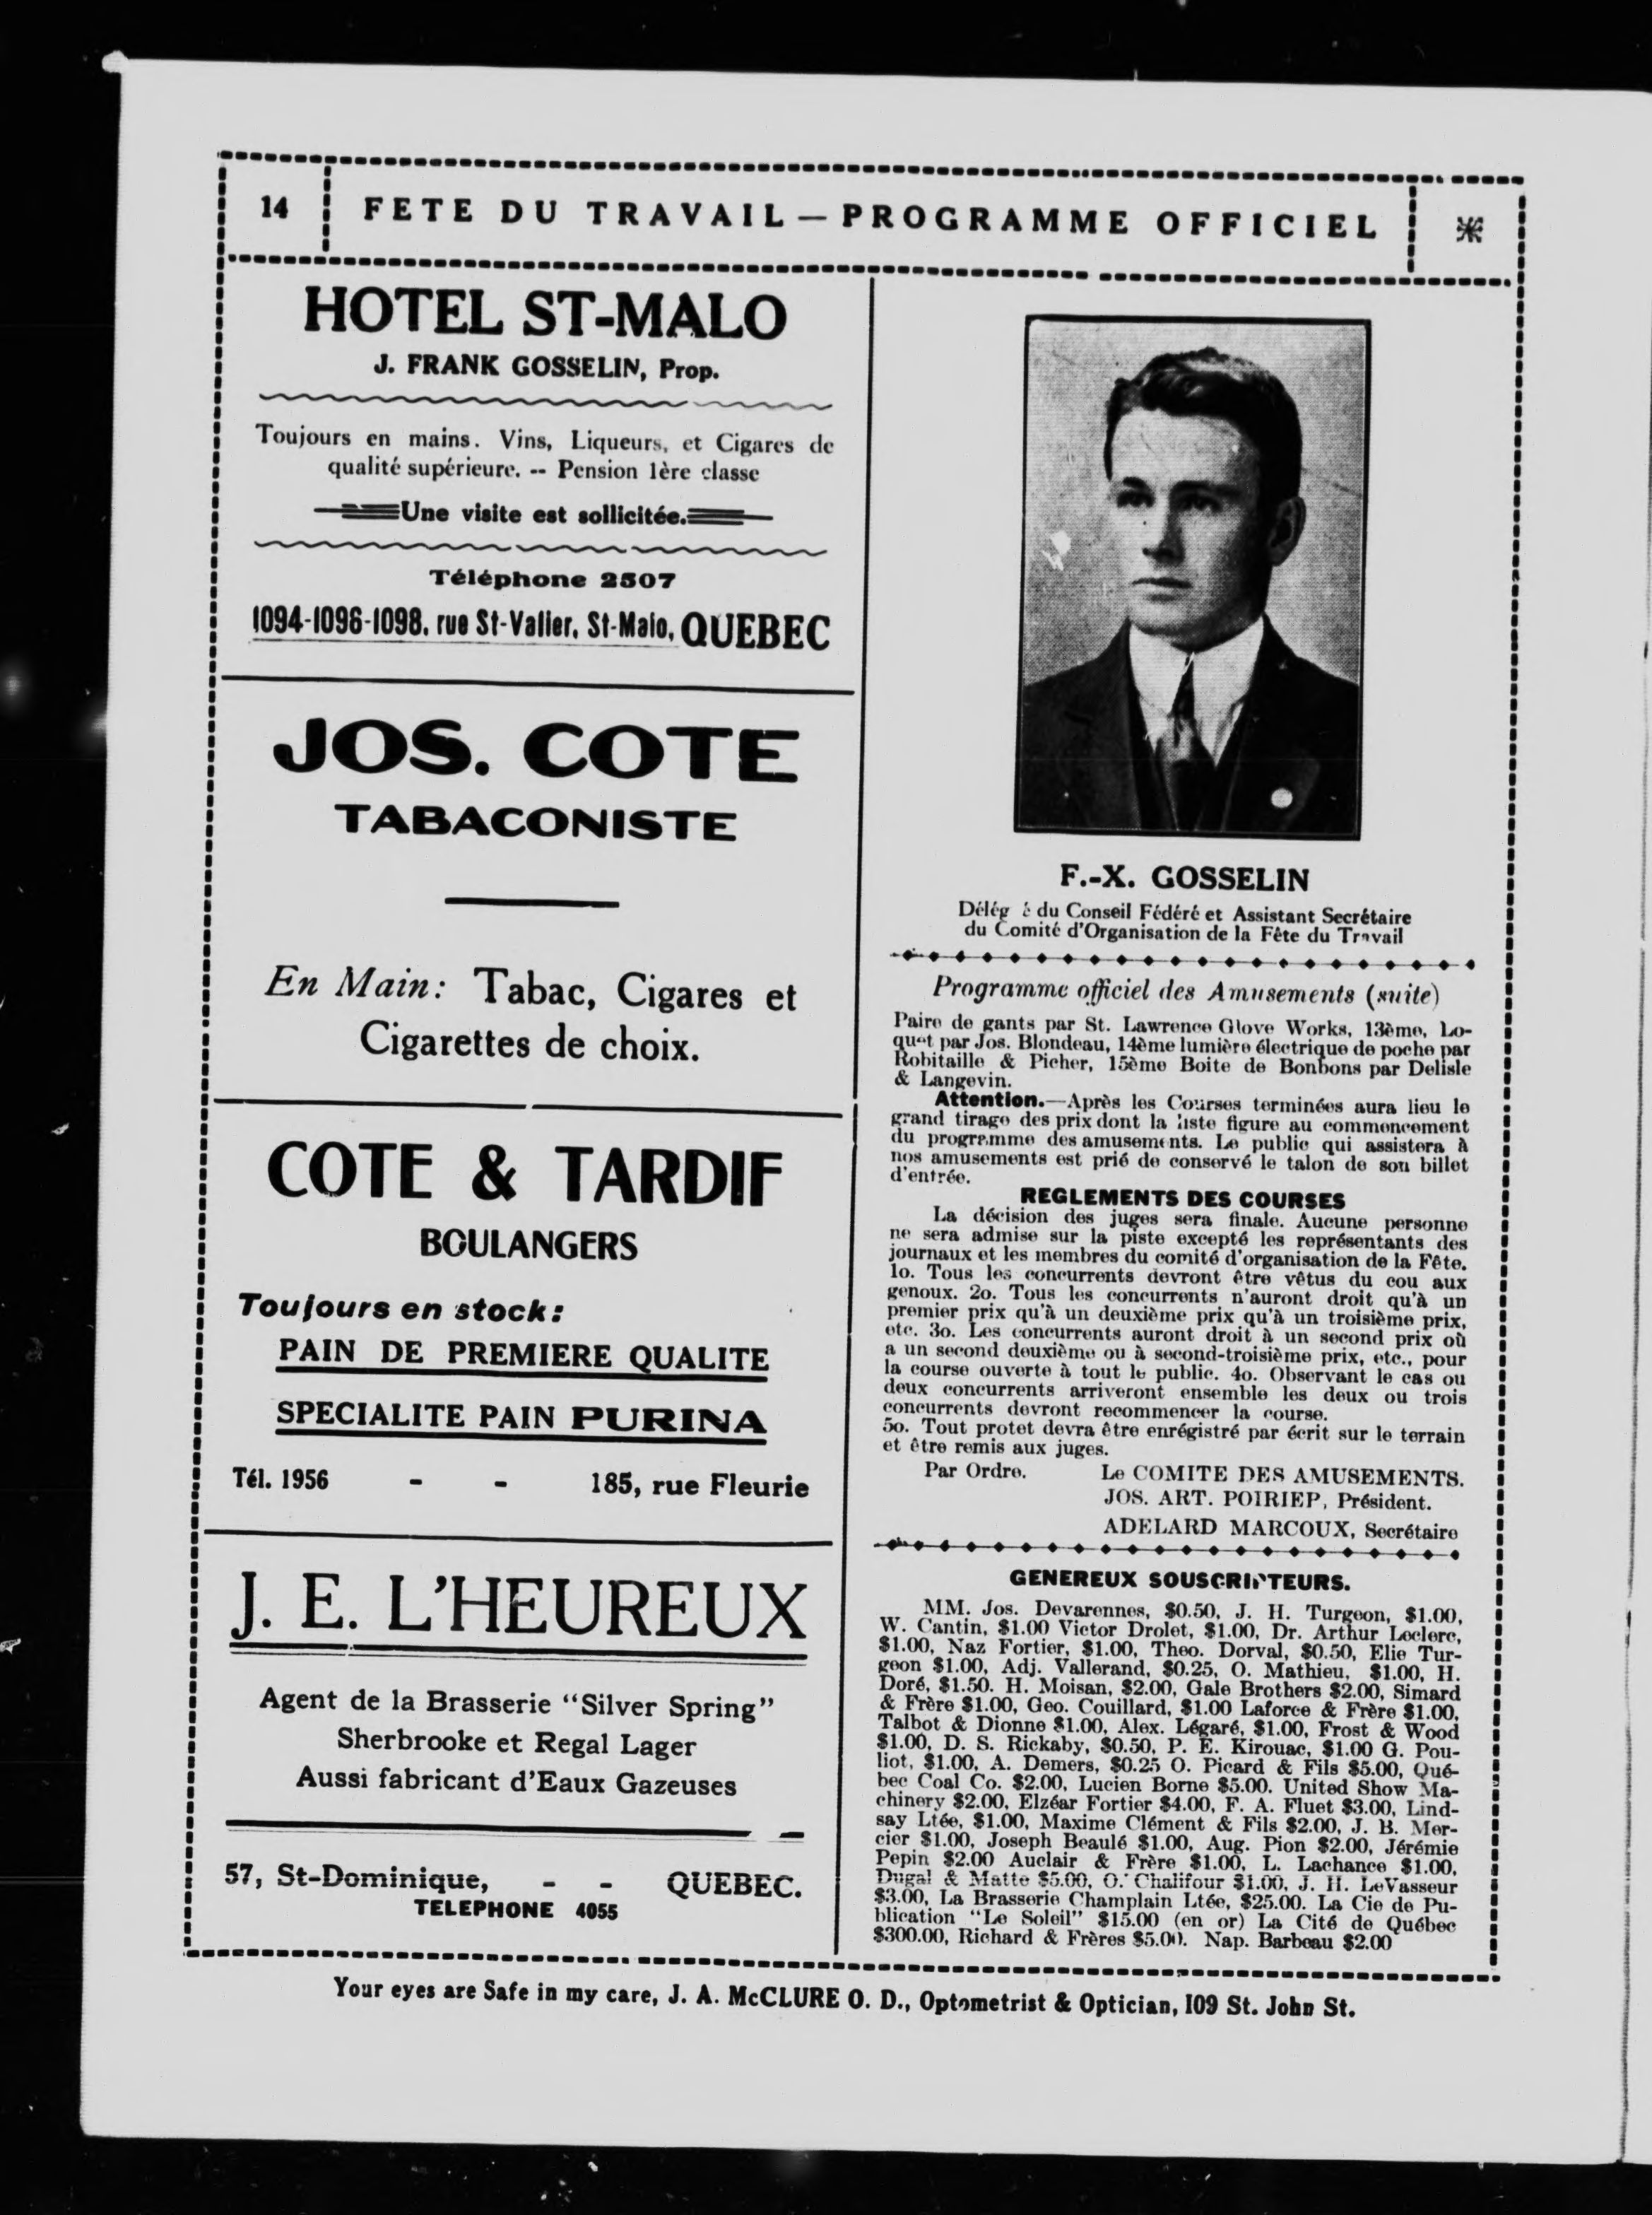 14
FETE DU TRAVAIL — PROGRAMME OFFICIEL
HOTEL ST-MALO
J. FRANK GOSSELIN, Prop.
Toujours en mains. Vins, Liqueurs, et Cigares de
qualité supérieure. -- Pension 1ère classe
Une visite est sollicitée.
Téléphone 2507
1094-1096-1098, rue St-Valier, St-Malo, QUEBEC
JOS. COTE
TABACONISTE
En Main: Tabac, Cigares et
Cigarettes de choix.
COTE & TARDIF
BOULANGERS
Toujours en stock:
PAIN DE PREMIERE QUALITE
SPECIALITE PAIN PURINA
Tél. 1956 - - 185, rue Fleurie
J. E. L'HEUREUX
Agent de la Brasserie "Silver Spring"
Sherbrooke et Regal Lager
Aussi fabricant d'Eaux Gazeuses
57, St-Dominique, - - QUEBEC.
TELEPHONE 4055
F.-X. GOSSELIN
Délégé du Conseil Fédéré et Assistant Secrétaire
du Comité d'Organisation de la Fête du Travail
Programme officiel des Amusements (suite)
Paire de gants par St. Lawrence Glove Works, 13ème, Lo-
quet par Jos. Blondeau, 14ème lumière électrique de poche par
Robitaille & Picher, 15ème Boite de Bonbons par Delisle
& Langevin.
Attention.—Après les Courses terminées aura lieu le
grand tirage des prix dont la liste figure au commencement
du programme des amusements. Le public qui assistera à
nos amusements est prié de conservé le talon de son billet
d'entrée.
REGLEMENTS DES COURSES
La décision des juges sera finale. Aucune personne
ne sera admise sur la piste excepté les représentants des
journaux et les membres du comité d'organisation de la Fête.
1o. Tous les concurrents devront être vêtus du cou aux
genoux. 2o. Tous les concurrents n'auront droit qu'à un
premier prix qu'à un deuxième prix qu'à un troisième prix,
etc. 3o. Les concurrents auront droit à un second prix où
a un second deuxième ou à second-troisième prix, etc., pour
la course ouverte à tout le public. 4o. Observant le cas ou
deux concurrents arriveront ensemble les deux ou trois
concurrents devront recommencer la course.
5o. Tout protet devra être enrégistré par écrit sur le terrain
et être remis aux juges.
Par Ordre. Le COMITE DES AMUSEMENTS.
JOS. ART. POIRIER, Président.
ADELARD MARCOUX, Secrétaire
GENEREUX SOUSCRIPTEURS.
MM. Jos. Devarennes, $0.50, J. H. Turgeon, $1.00,
W. Cantin, $1.00 Victor Drolet, $1.00, Dr. Arthur Leclerc,
$1.00, Naz Fortier, $1.00, Theo. Dorval, $0.50, Elie Tur-
geon $1.00, Adj. Vallerand, $0.25, O. Mathieu, $1.00, H.
Doré, $1.50. H. Moisan, $2.00, Gale Brothers $2.00, Simard
& Frère $1.00, Geo. Couillard, $1.00 Laforce & Frère $1.00,
Talbot & Dionne $1.00, Alex. Légaré, $1.00, Frost & Wood
$1.00, D. S. Rickaby, $0.50, P. E. Kirouac, $1.00 G. Pou-
liot, $1.00, A. Demers, $0.25 O. Picard & Fils $5.00, Qué-
bec Coal Co. $2.00, Lucien Borne $5.00. United Show Ma-
chinery $2.00, Elzéar Fortier $4.00, F. A. Fluet $3.00, Lind-
say Ltée, $1.00, Maxime Clément & Fils $2.00, J. B. Mer-
cier $1.00, Joseph Beaulé $1.00, Aug. Pion $2.00, Jérémie
Pepin $2.00 Auclair & Frère $1.00, L. Lachance $1.00,
Dugal & Matte $5.00, O. Chalifour $1.00, J. H. LeVasseur
$3.00, La Brasserie Champlain Ltée, $25.00. La Cie de Pu-
blication "Le Soleil" $15.00 (en or) La Cité de Québec
$300.00, Richard & Frères $5.00. Nap. Barbeau $2.00
Your eyes are Safe in my care, J. A. McCLURE O. D., Optometrist & Optician, 109 St. John St.